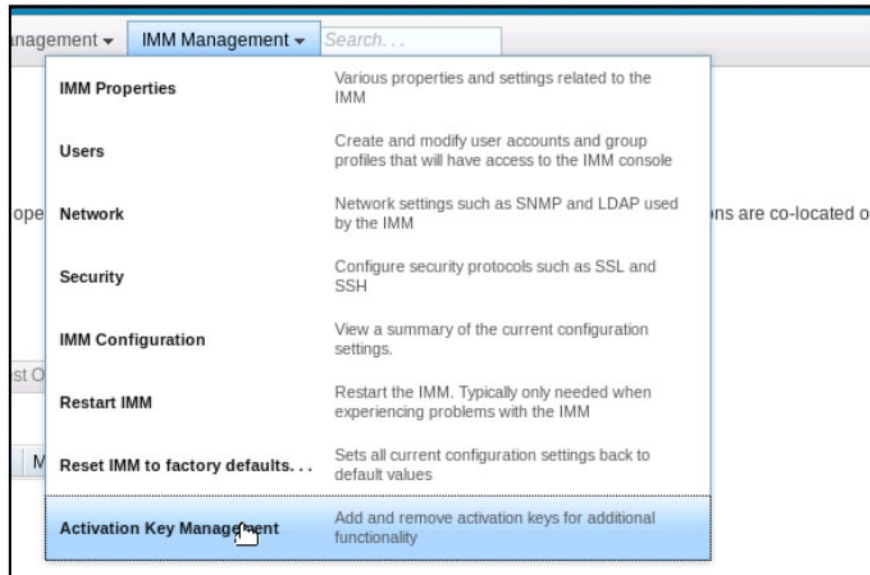 nagement
IMM Management
Search. . .
IMM Properties
Various properties and settings related to the
IMM
Users
Create and modify user accounts and group
profiles that will have access to the IMM console
ope
Network
Network settings such as SNMP and LDAP used
by the IMM
ns are co-located o
Security
Configure security protocols such as SSL and
SSH
IMM Configuration
View a summary of the current configuration
settings.
st O
Restart IMM
Restart the IMM. Typically only needed when
experiencing problems with the IMM
M
Reset IMM to factory defaults. . .
Sets all current configuration settings back to
default values
Activation Key Management
Add and remove activation keys for additional
functionality